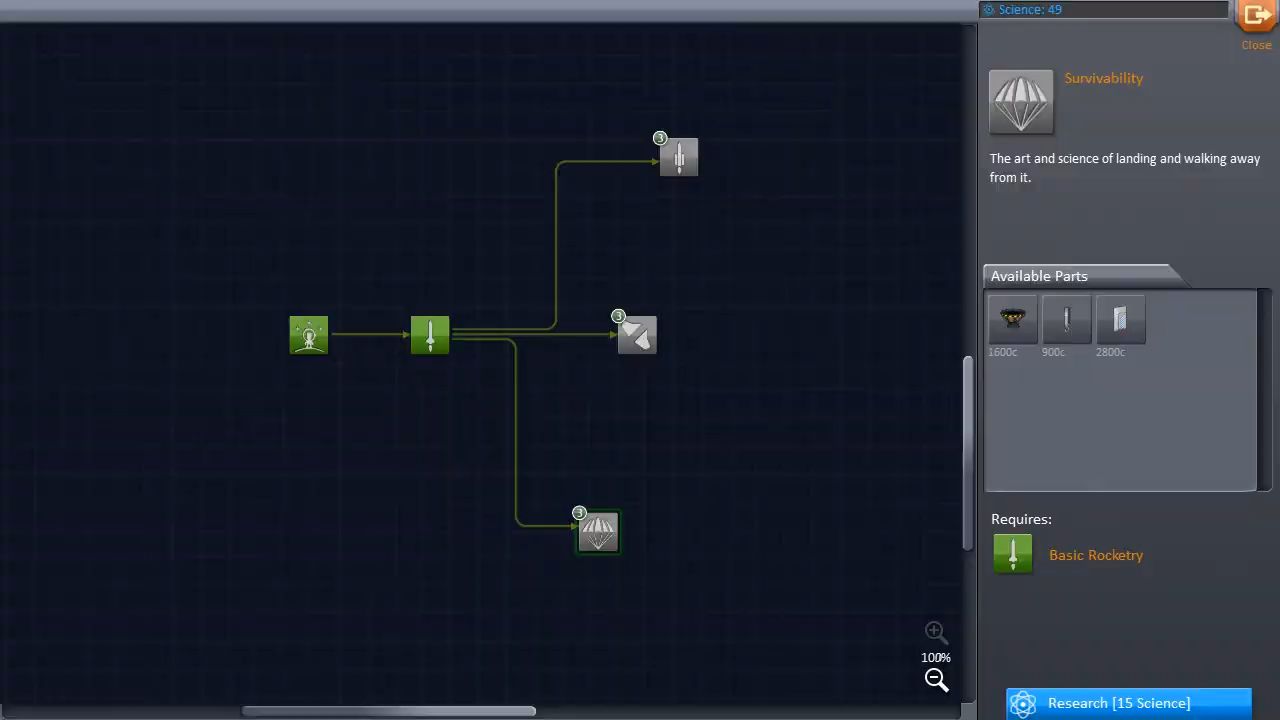 Science: 49
Close
Survivability
The art and science of landing and walking away
from it.
Available Parts
1600c 900c 2800c
Requires:
Basic Rocketry
Research [15 Science]
3
3
3
100%